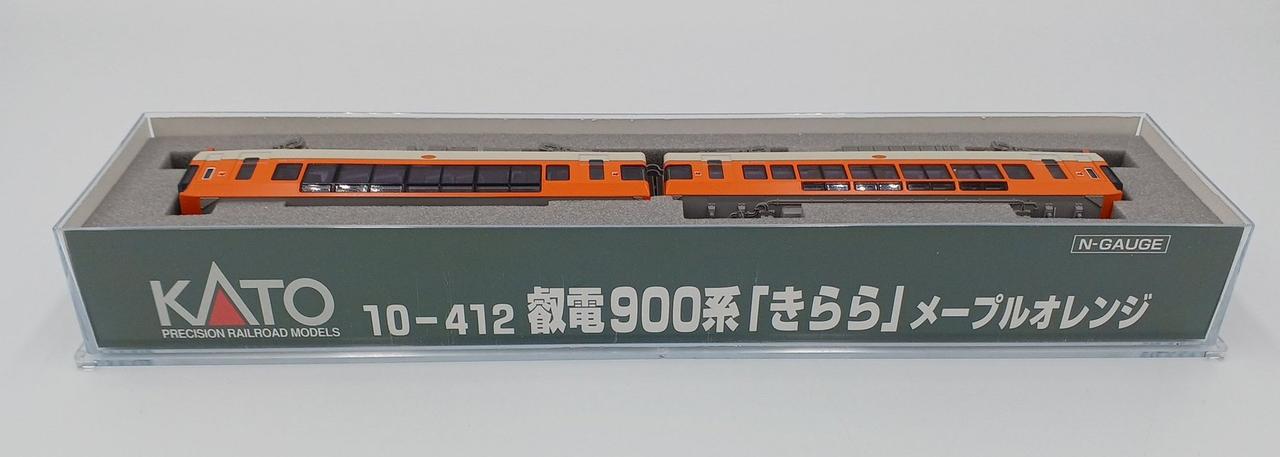 N-GAUGE
KATO
PRECISION RAILROAD MODELS
10-412 叡電900系「きらら」メープルオレンジ